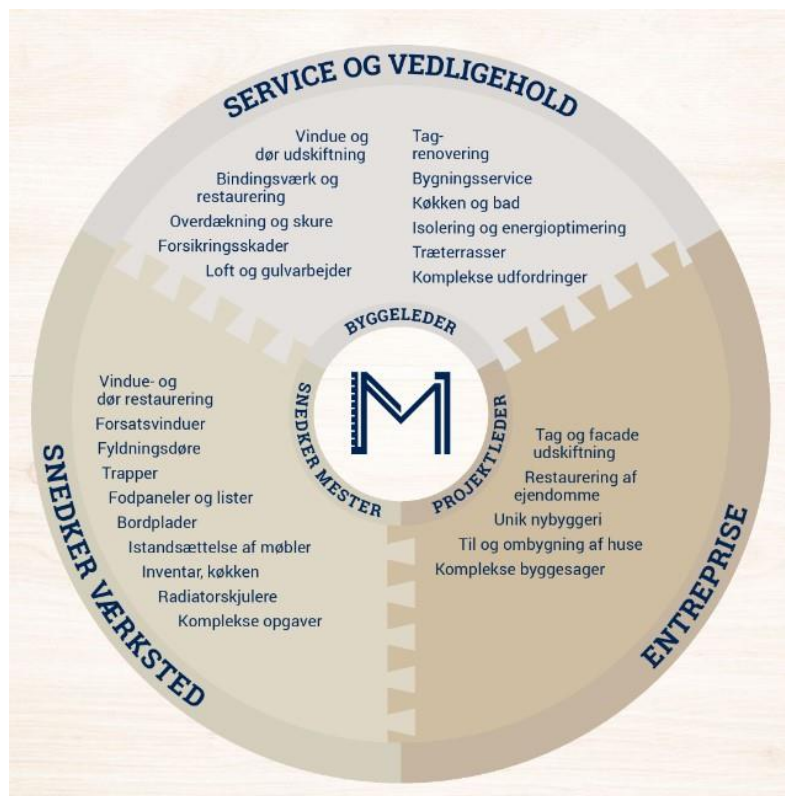 SERVICE OG VEDLIGEHOLD
Vindue og
dør udskiftning
Bindingsværk og
restaurering
Overdækning og skure
Forsikringsskader
Loft og gulvarbejder
Tag-
renovering
Bygningsservice
Køkken og bad
Isolering og energioptimering
Træterrasser
Komplekse udfordringer
BYGGELEDER
SNEDKER MESTER
PROJEKTLEDER
M
Vindue- og
dør restaurering
Forsatsvinduer
Fyldningsdøre
Trapper
Fodpaneler og lister
Bordplader
Istandsættelse af møbler
Inventar, køkken
Radiatorskjulere
Komplekse opgaver
SNEDKER VÆRKSTED
Tag og facade
udskiftning
Restaurering af
ejendomme
Unik nybyggeri
Til og ombygning af huse
Komplekse byggesager
ENTREPRISE